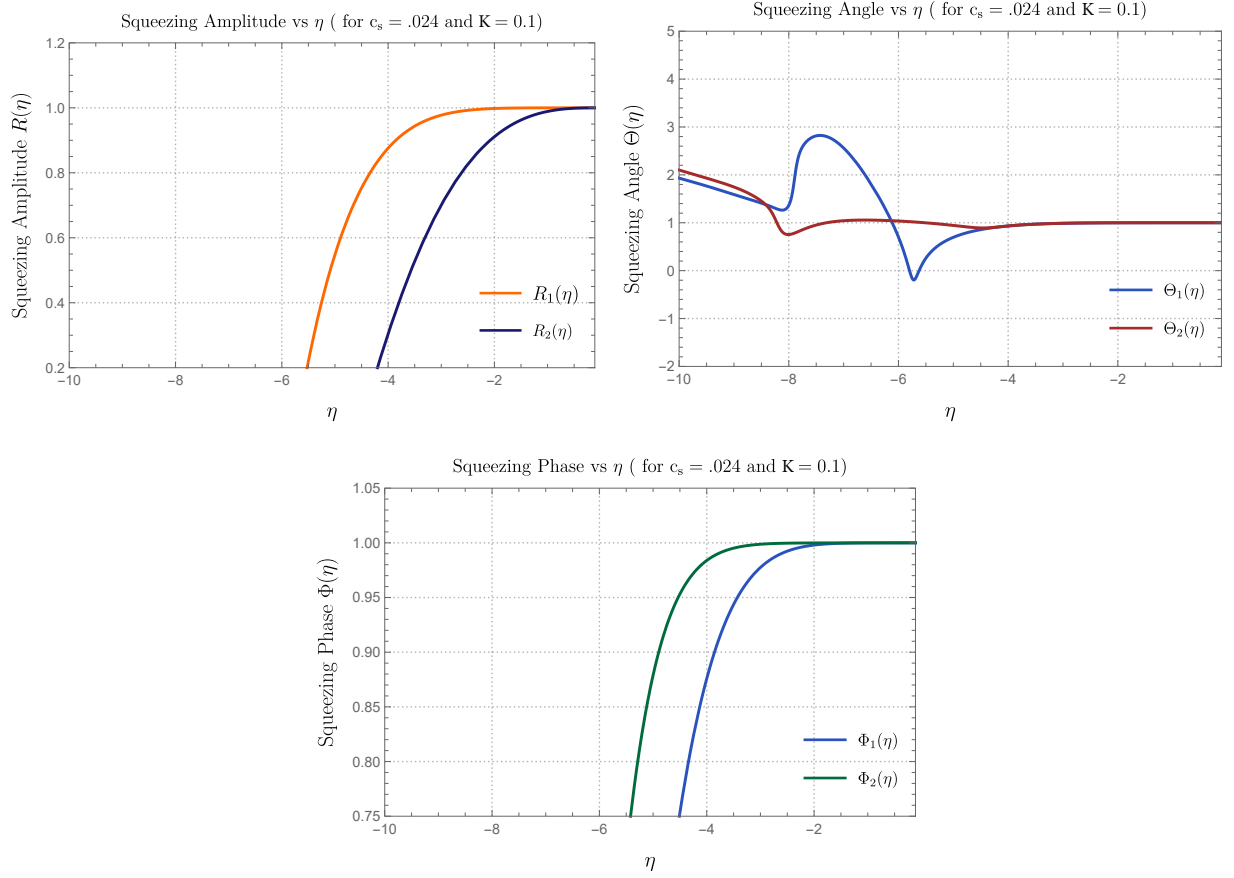 Squeezing Amplitude vs η ( for c_s = .024 and K = 0.1)
Squeezing Amplitude R(η)
1.2
1.0
0.8
0.6
0.4
0.2
−10
−8
−6
−4
−2
η
R₁(η)
R₂(η)
Squeezing Angle vs η ( for c_s = .024 and K = 0.1)
Squeezing Angle Θ(η)
5
4
3
2
1
0
−1
−2
−10
−8
−6
−4
−2
η
Θ₁(η)
Θ₂(η)
Squeezing Phase vs η ( for c_s = .024 and K = 0.1)
Squeezing Phase Φ(η)
1.05
1.00
0.95
0.90
0.85
0.80
0.75
−10
−8
−6
−4
−2
η
Φ₁(η)
Φ₂(η)